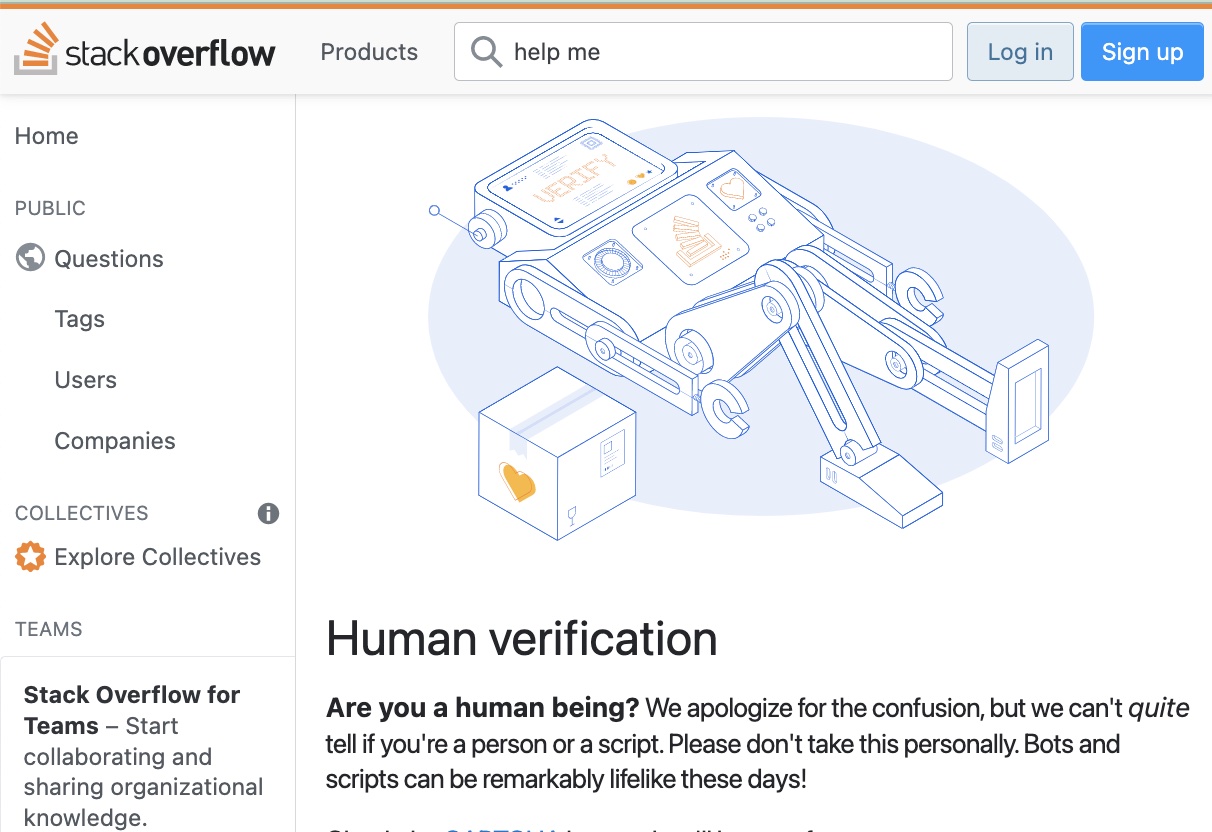 stackoverflow
Products
help me
Log in
Sign up
Home
PUBLIC
Questions
Tags
Users
Companies
COLLECTIVES
Explore Collectives
TEAMS
Stack Overflow for
Teams – Start
collaborating and
sharing organizational
knowledge.
VERIFY
Human verification
Are you a human being? We apologize for the confusion, but we can't quite
tell if you're a person or a script. Please don't take this personally. Bots and
scripts can be remarkably lifelike these days!